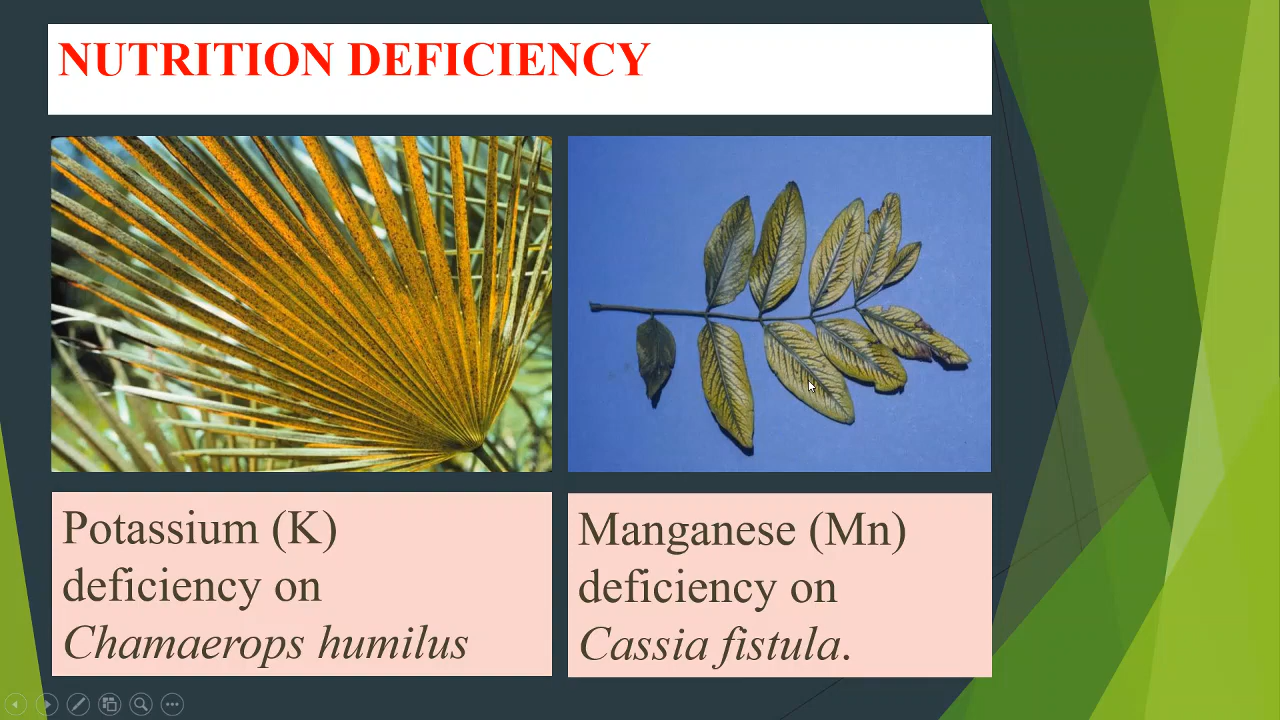 NUTRITION DEFICIENCY
Potassium (K)
deficiency on
Chamaerops humilus
Manganese (Mn)
deficiency on
Cassia fistula.